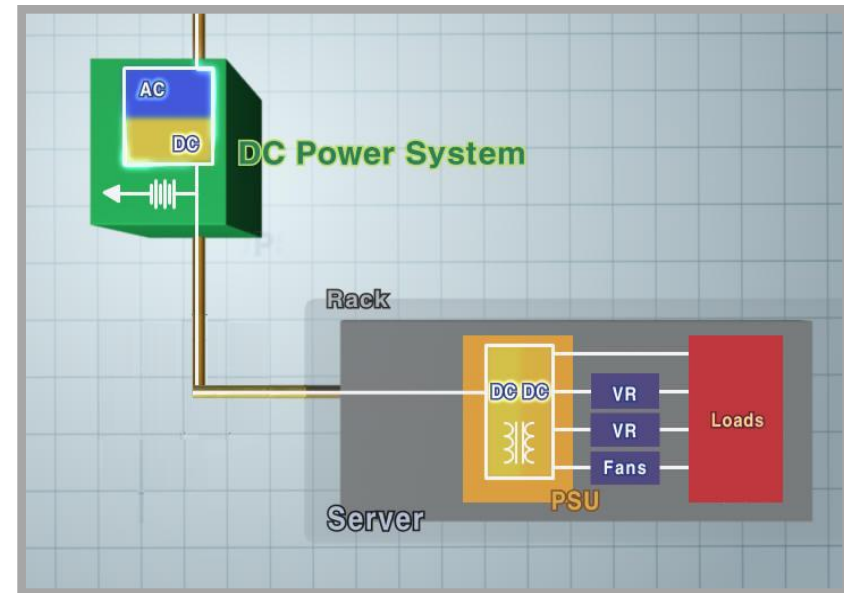 AC
DC
DC Power System
Rack
DC DC
VR
VR
Fans
Loads
PSU
Server